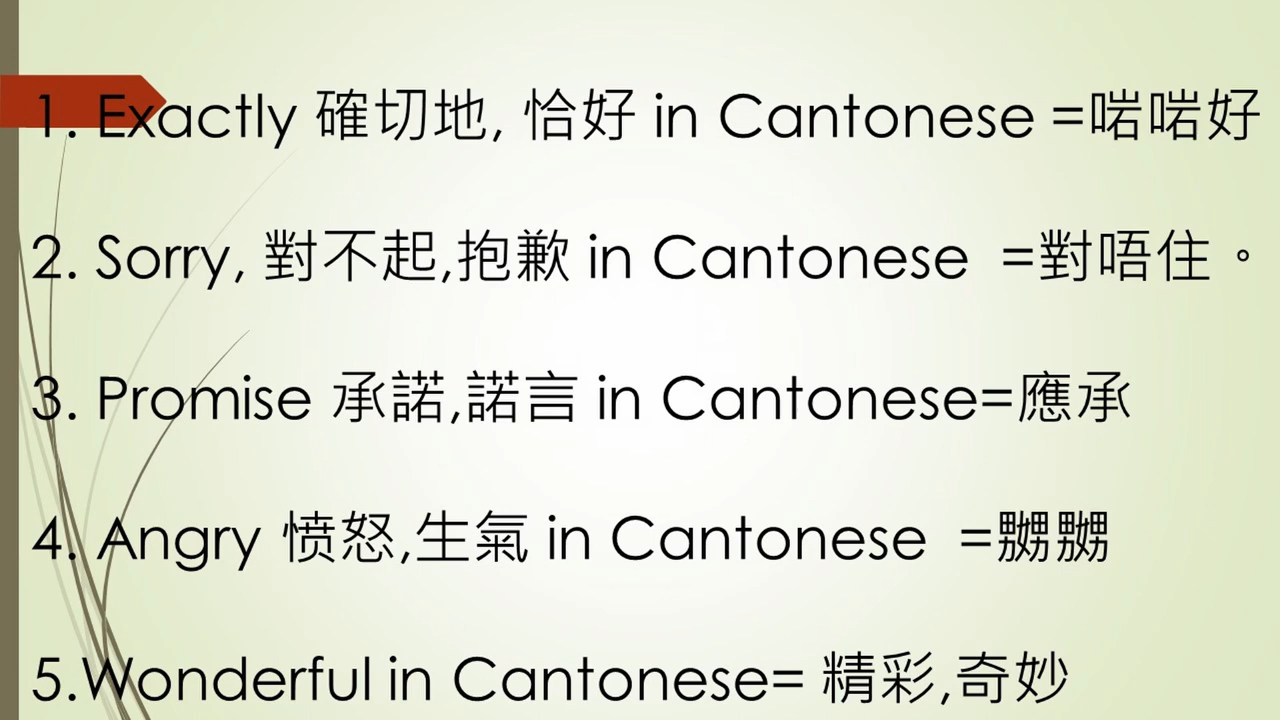 1. Exactly 確切地, 恰好 in Cantonese =啱啱好
2. Sorry, 對不起,抱歉 in Cantonese =對唔住。
3. Promise 承諾,諾言 in Cantonese=應承
4. Angry 愤怒,生氣 in Cantonese =嬲嬲
5.Wonderful in Cantonese= 精彩,奇妙